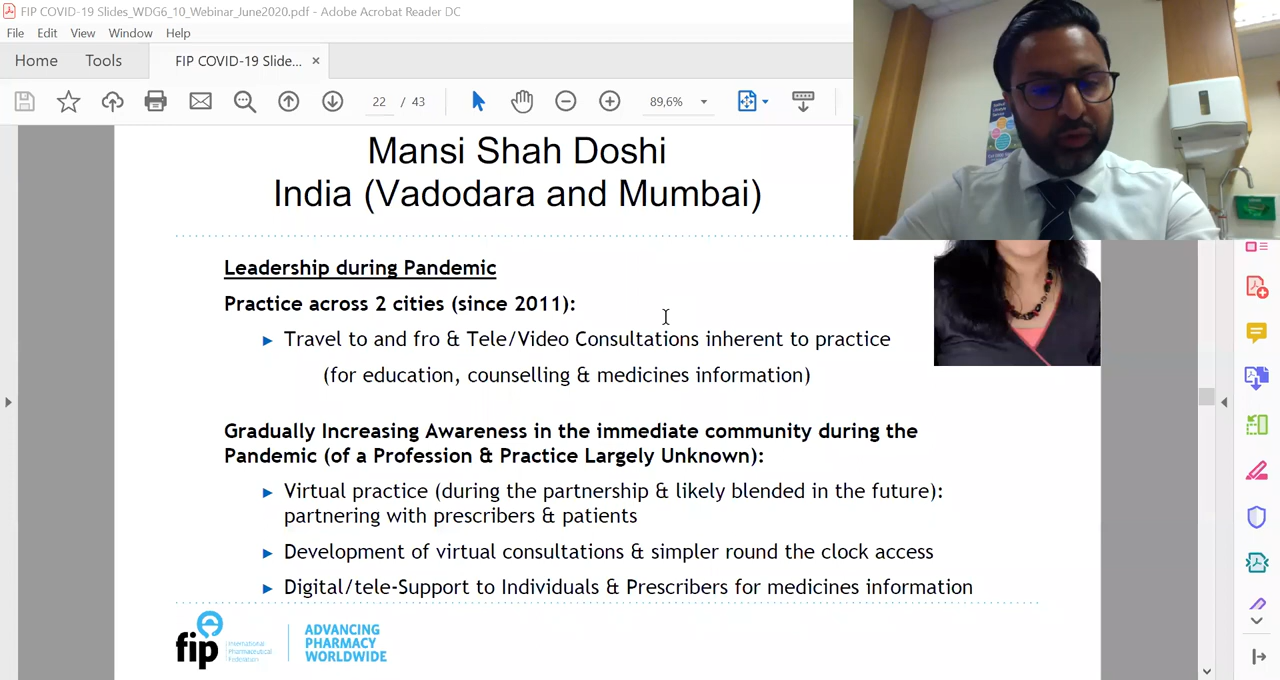 FIP COVID-19 Slides_WDG6_10_Webinar_June2020.pdf - Adobe Acrobat Reader DC
File Edit View Window Help
Home Tools FIP COVID-19 Slide... ×
22 / 43 89,6%
Mansi Shah Doshi
India (Vadodara and Mumbai)
Leadership during Pandemic
Practice across 2 cities (since 2011):
► Travel to and fro & Tele/Video Consultations inherent to practice
(for education, counselling & medicines information)
Gradually Increasing Awareness in the immediate community during the
Pandemic (of a Profession & Practice Largely Unknown):
► Virtual practice (during the partnership & likely blended in the future):
partnering with prescribers & patients
► Development of virtual consultations & simpler round the clock access
► Digital/tele-Support to Individuals & Prescribers for medicines information
fip
International
Pharmaceutical
Federation
ADVANCING
PHARMACY
WORLDWIDE